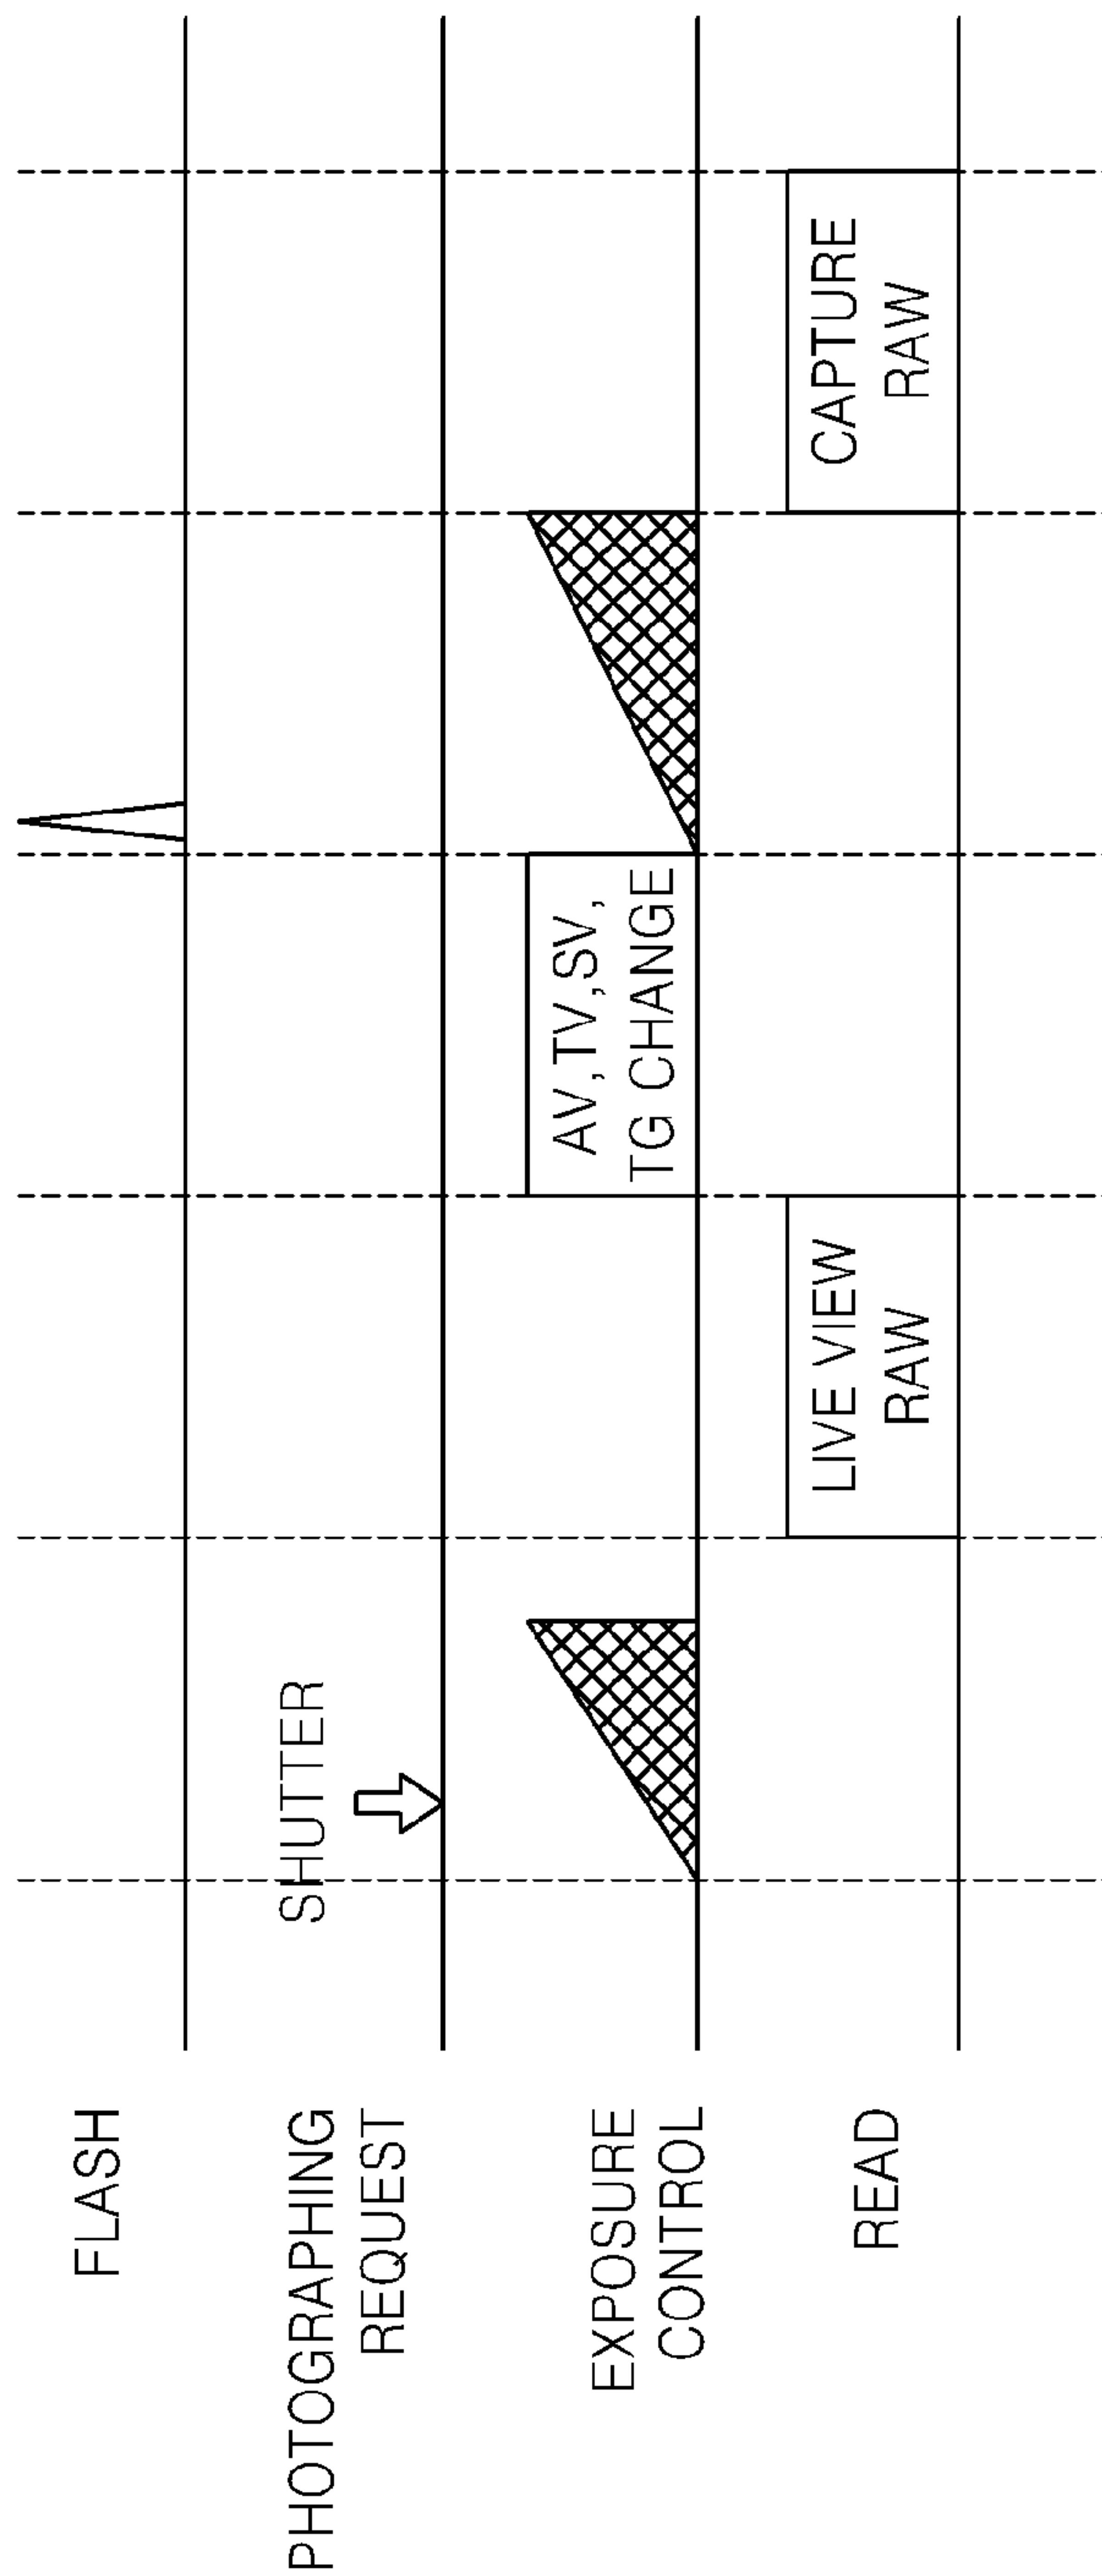 FLASH
PHOTOGRAPHING
REQUEST
SHUTTER
EXPOSURE
CONTROL
AV,TV,SV,
TG CHANGE
READ
LIVE VIEW
RAW
CAPTURE
RAW